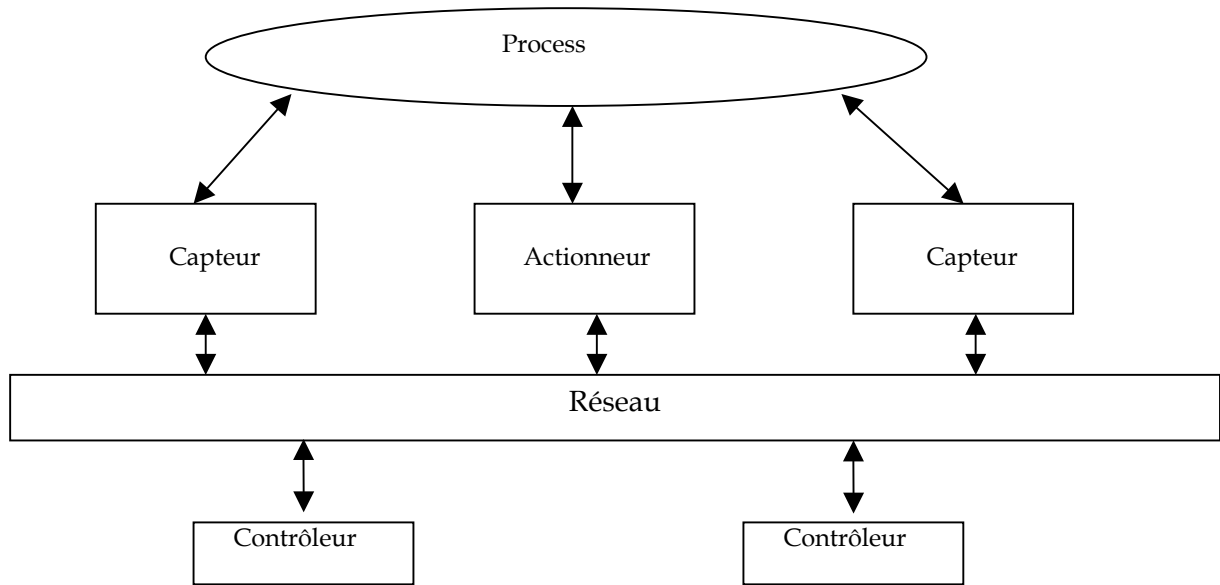 Process
Capteur
Actionneur
Capteur
Réseau
Contrôleur
Contrôleur